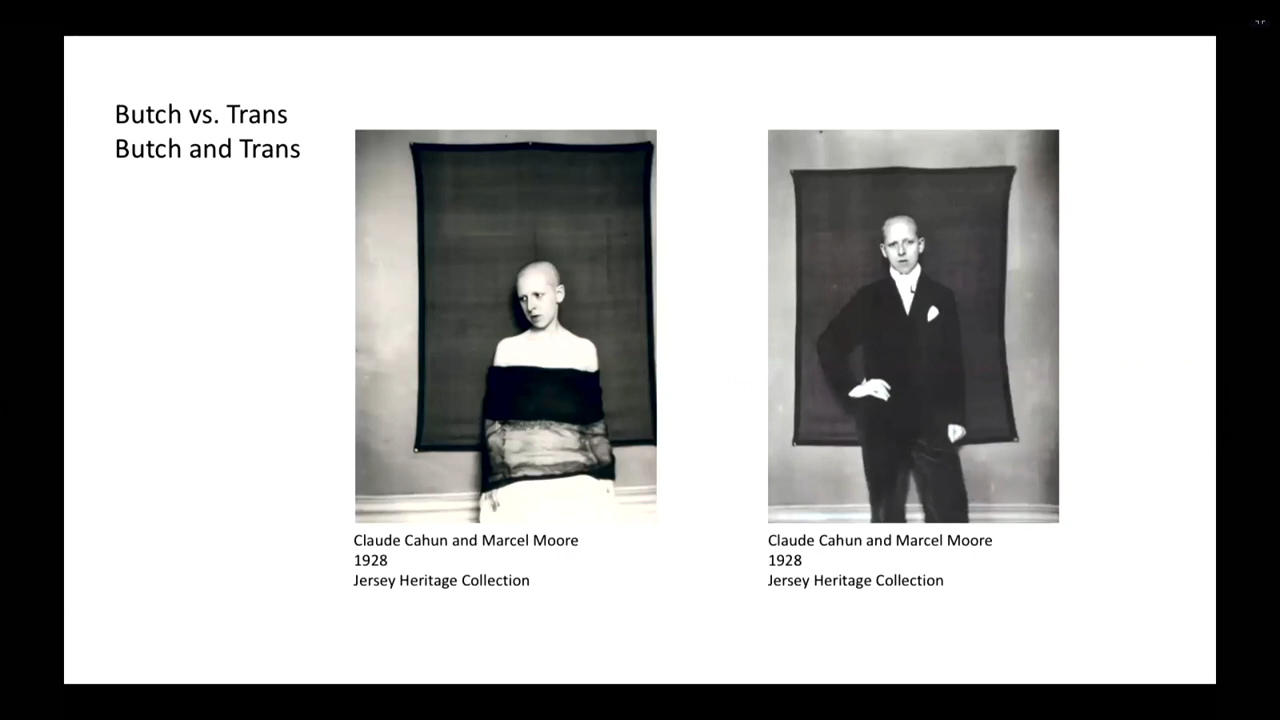 Butch vs. Trans
Butch and Trans
Claude Cahun and Marcel Moore
1928
Jersey Heritage Collection
Claude Cahun and Marcel Moore
1928
Jersey Heritage Collection